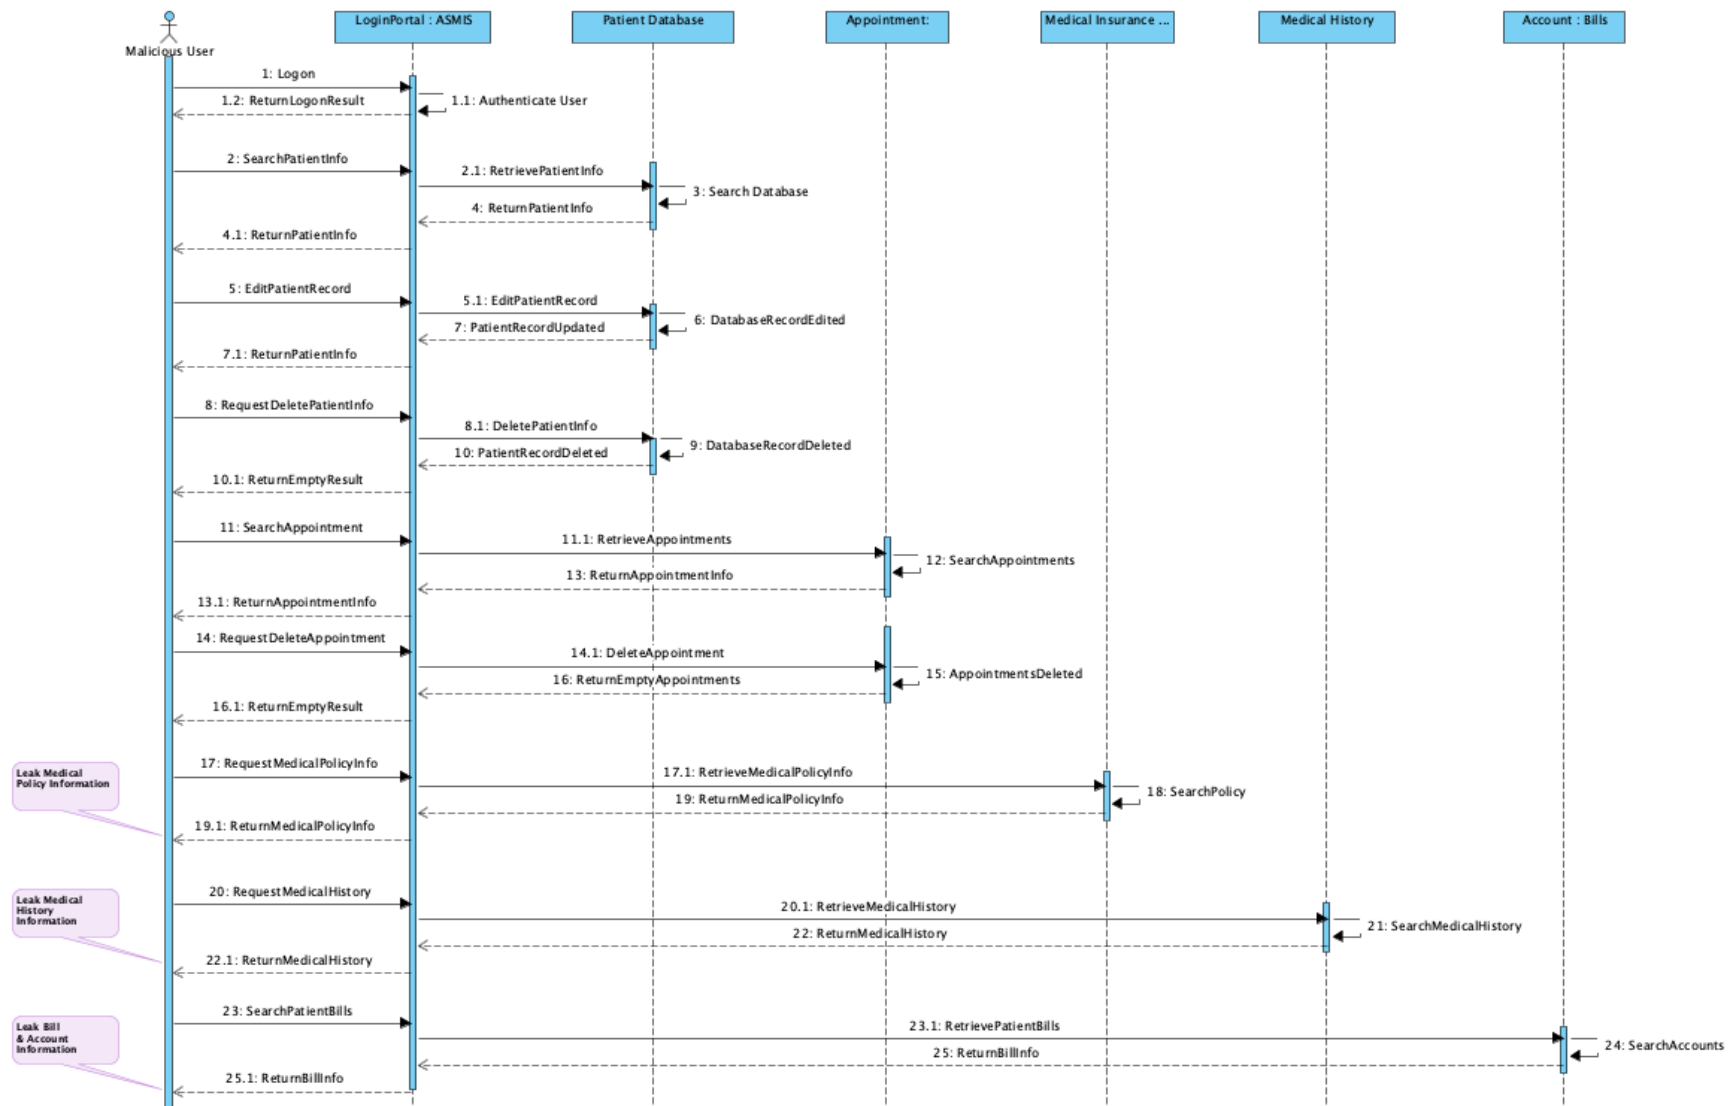 LoginPortal : ASMIS
Patient Database
Appointment:
Medical Insurance ...
Medical History
Account : Bills
Malicious User
1: Logon
1.2: ReturnLogonResult
1.1: Authenticate User
2: SearchPatientInfo
2.1: RetrievePatientInfo
3: Search Database
4: ReturnPatientInfo
4.1: ReturnPatientInfo
5: EditPatientRecord
5.1: EditPatientRecord
6: DatabaseRecordEdited
7: PatientRecordUpdated
7.1: ReturnPatientInfo
8: RequestDeletePatientInfo
8.1: DeletePatientInfo
9: DatabaseRecordDeleted
10: PatientRecordDeleted
10.1: ReturnEmptyResult
11: SearchAppointment
11.1: RetrieveAppointments
12: SearchAppointments
13: ReturnAppointmentInfo
13.1: ReturnAppointmentInfo
14: RequestDeleteAppointment
14.1: DeleteAppointment
15: AppointmentsDeleted
16: ReturnEmptyAppointments
16.1: ReturnEmptyResult
17: RequestMedicalPolicyInfo
17.1: RetrieveMedicalPolicyInfo
18: SearchPolicy
19: ReturnMedicalPolicyInfo
Leak Medical
Policy Information
19.1: ReturnMedicalPolicyInfo
20: RequestMedicalHistory
20.1: RetrieveMedicalHistory
21: SearchMedicalHistory
22: ReturnMedicalHistory
Leak Medical
History
Information
22.1: ReturnMedicalHistory
23: SearchPatientBills
23.1: RetrievePatientBills
24: SearchAccounts
25: ReturnBillInfo
Leak Bill
& Account
Information
25.1: ReturnBillInfo